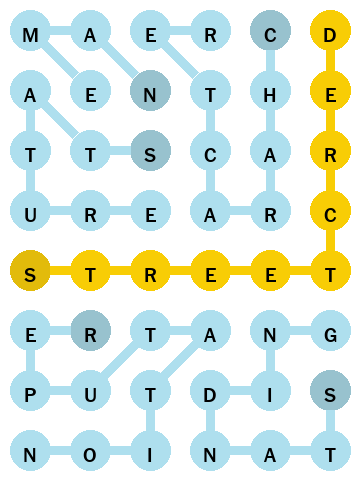 M A E R C D
A E N T H E
T T S C A R
U R E A R C
S T R E E T
E R T A N G
P U T D I S
N O I N A T